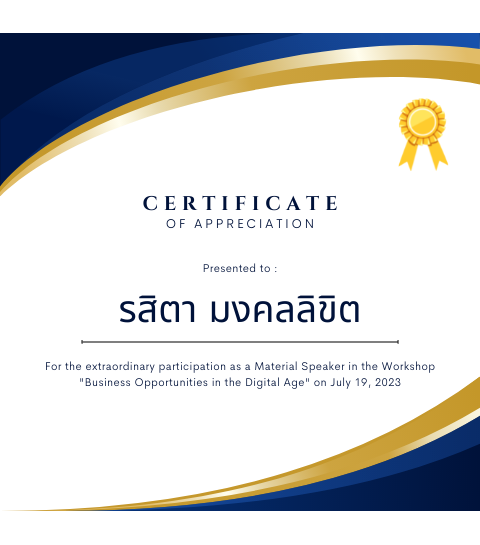 CERTIFICATE
OF APPRECIATION
Presented to :
รสิตา มงคลลิขิต
For the extraordinary participation as a Material Speaker in the Workshop
"Business Opportunities in the Digital Age" on July 19, 2023